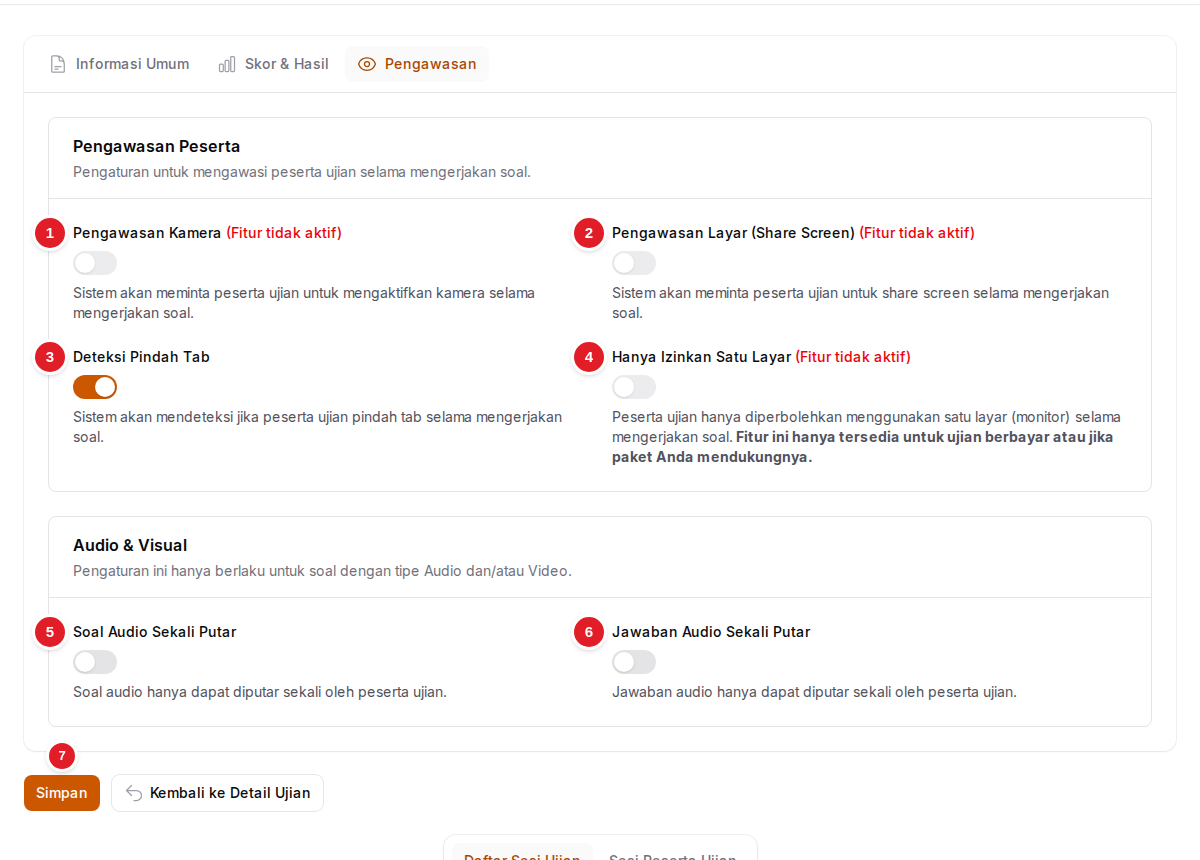 Informasi Umum Skor & Hasil Pengawasan
Pengawasan Peserta
Pengaturan untuk mengawasi peserta ujian selama mengerjakan soal.
1 Pengawasan Kamera (Fitur tidak aktif)
Sistem akan meminta peserta ujian untuk mengaktifkan kamera selama
mengerjakan soal.
2 Pengawasan Layar (Share Screen) (Fitur tidak aktif)
Sistem akan meminta peserta ujian untuk share screen selama mengerjakan
soal.
3 Deteksi Pindah Tab
Sistem akan mendeteksi jika peserta ujian pindah tab selama mengerjakan
soal.
4 Hanya Izinkan Satu Layar (Fitur tidak aktif)
Peserta ujian hanya diperbolehkan menggunakan satu layar (monitor) selama
mengerjakan soal. Fitur ini hanya tersedia untuk ujian berbayar atau jika
paket Anda mendukungnya.
Audio & Visual
Pengaturan ini hanya berlaku untuk soal dengan tipe Audio dan/atau Video.
5 Soal Audio Sekali Putar
Soal audio hanya dapat diputar sekali oleh peserta ujian.
6 Jawaban Audio Sekali Putar
Jawaban audio hanya dapat diputar sekali oleh peserta ujian.
7
Simpan Kembali ke Detail Ujian
Daftar Sesi Ujian Sesi Peserta Ujian